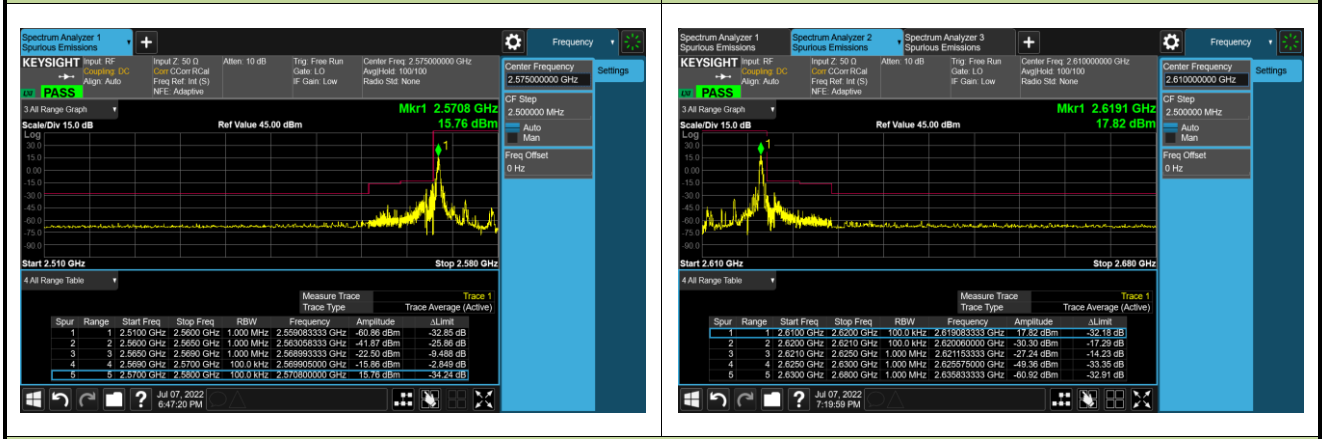 Spectrum Analyzer 1
Spurious Emissions
Frequency
KEYSIGHT
Input: RF
Coupling: DC
Align: Auto
Input Z: 50 Ω
Corr CCorr RCal
Freq Ref: Int (S)
NFE: Adaptive
Atten: 10 dB
Trig: Free Run
Gate: LO
IF Gain: Low
Center Freq: 2.575000000 GHz
Avg|Hold: 100/100
Radio Std: None
PASS
3 All Range Graph
Mkr1 2.5708 GHz
15.76 dBm
Scale/Div 15.0 dB
Ref Value 45.00 dBm
Log
30.0
15.0
0.00
-15.0
-30.0
-45.0
-60.0
-75.0
-90.0
1
Start 2.510 GHz
Stop 2.580 GHz
4 All Range Table
Measure Trace Trace 1
Trace Type Trace Average (Active)
Spur Range Start Freq Stop Freq RBW Frequency Amplitude ΔLimit
1 1 2.5100 GHz 2.5600 GHz 1.000 MHz 2.559083333 GHz -60.86 dBm -32.85 dB
2 2 2.5600 GHz 2.5650 GHz 1.000 MHz 2.563058333 GHz -41.87 dBm -25.86 dB
3 3 2.5650 GHz 2.5690 GHz 1.000 MHz 2.568993333 GHz -22.50 dBm -9.488 dB
4 4 2.5690 GHz 2.5700 GHz 100.0 kHz 2.569905000 GHz -15.86 dBm -2.849 dB
5 5 2.5700 GHz 2.5800 GHz 100.0 kHz 2.570800000 GHz 15.76 dBm -34.24 dB
Center Frequency
2.575000000 GHz
Settings
CF Step
2.500000 MHz
Auto
Man
Freq Offset
0 Hz
Jul 07, 2022
6:47:20 PM
Spectrum Analyzer 1
Spurious Emissions
Spectrum Analyzer 2
Spurious Emissions
Spectrum Analyzer 3
Spurious Emissions
Frequency
KEYSIGHT
Input: RF
Coupling: DC
Align: Auto
Input Z: 50 Ω
Corr CCorr RCal
Freq Ref: Int (S)
NFE: Adaptive
Atten: 10 dB
Trig: Free Run
Gate: LO
IF Gain: Low
Center Freq: 2.610000000 GHz
Avg|Hold: 100/100
Radio Std: None
PASS
3 All Range Graph
Mkr1 2.6191 GHz
17.82 dBm
Scale/Div 15.0 dB
Ref Value 45.00 dBm
Log
30.0
15.0
0.00
-15.0
-30.0
-45.0
-60.0
-75.0
-90.0
1
Start 2.610 GHz
Stop 2.680 GHz
4 All Range Table
Measure Trace Trace 1
Trace Type Trace Average (Active)
Spur Range Start Freq Stop Freq RBW Frequency Amplitude ΔLimit
1 1 2.6100 GHz 2.6200 GHz 100.0 kHz 2.619083333 GHz 17.82 dBm -32.18 dB
2 2 2.6200 GHz 2.6210 GHz 100.0 kHz 2.620060000 GHz -30.30 dBm -17.29 dB
3 3 2.6210 GHz 2.6250 GHz 1.000 MHz 2.621153333 GHz -27.24 dBm -14.23 dB
4 4 2.6250 GHz 2.6300 GHz 1.000 MHz 2.625575000 GHz -49.36 dBm -33.35 dB
5 5 2.6300 GHz 2.6800 GHz 1.000 MHz 2.635833333 GHz -60.92 dBm -32.91 dB
Center Frequency
2.610000000 GHz
Settings
CF Step
2.500000 MHz
Auto
Man
Freq Offset
0 Hz
Jul 07, 2022
7:19:59 PM